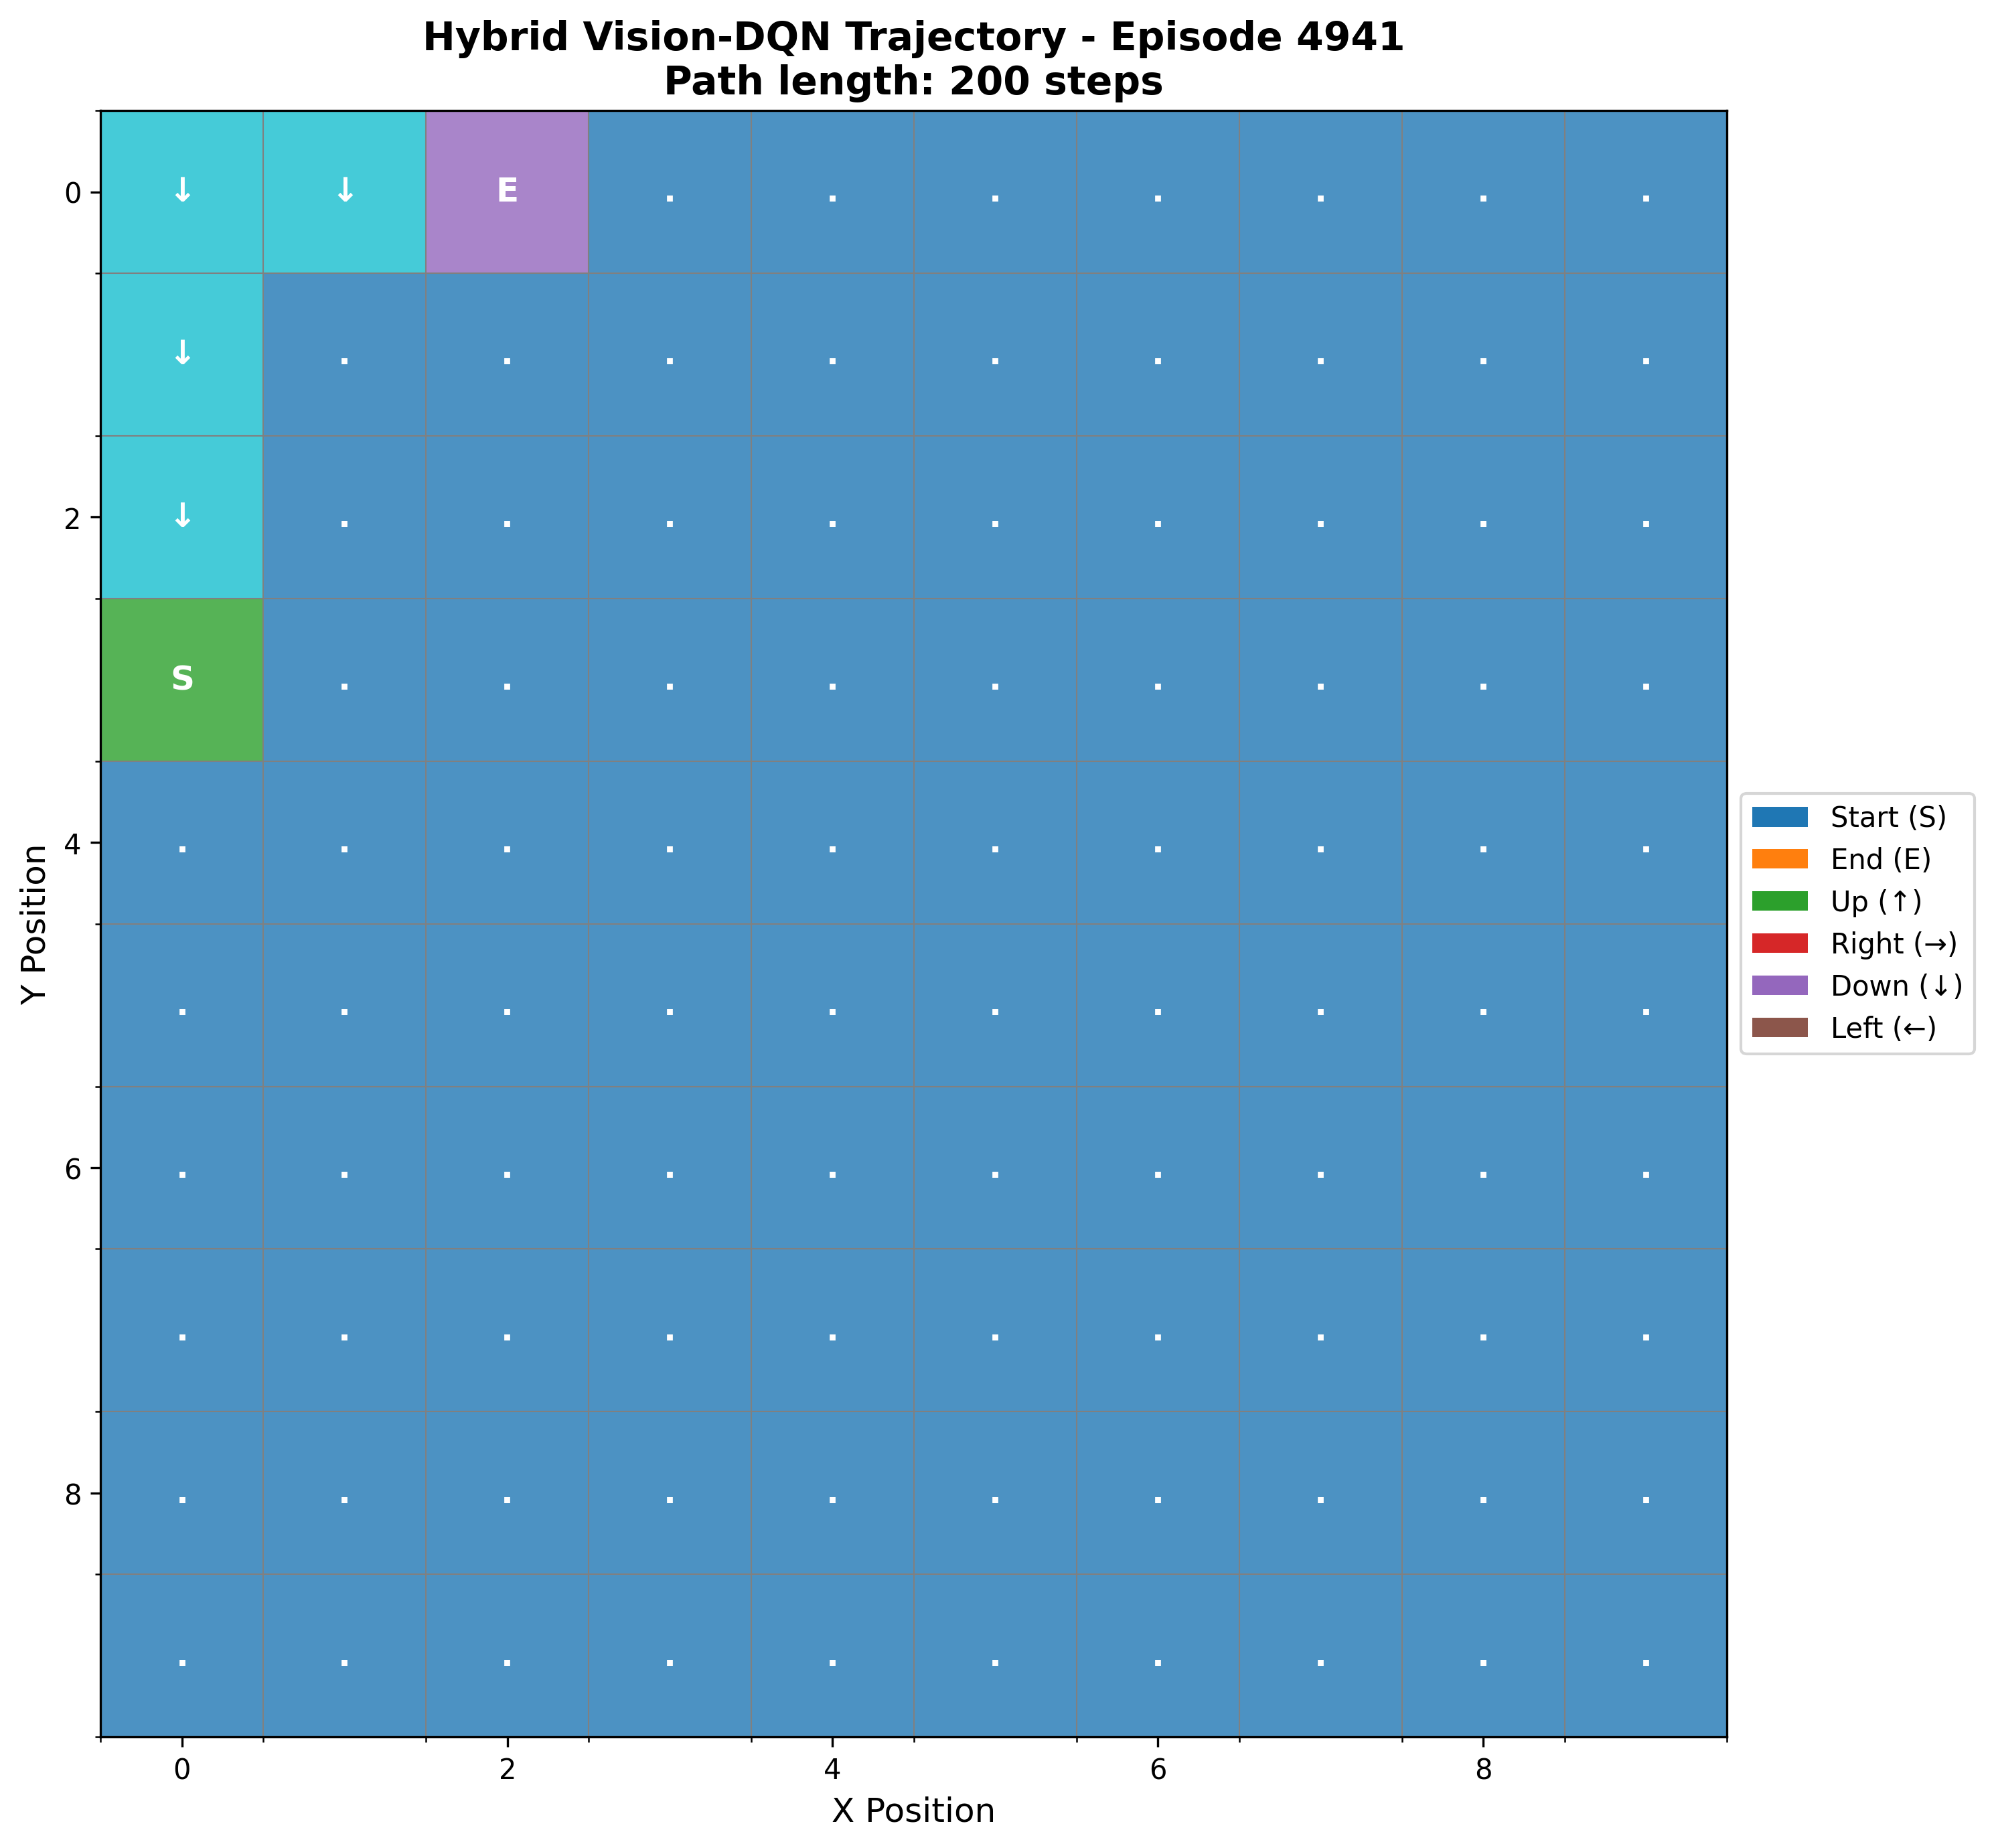 Hybrid Vision-DQN Trajectory - Episode 4941
Path length: 200 steps
↓ ↓ E . . . . . . .
↓ . . . . . . . . .
↓ . . . . . . . . .
S . . . . . . . . .
. . . . . . . . . .
. . . . . . . . . .
. . . . . . . . . .
. . . . . . . . . .
. . . . . . . . . .
. . . . . . . . . .
0
2
4
6
8
Y Position
0 2 4 6 8
X Position
Start (S)
End (E)
Up (↑)
Right (→)
Down (↓)
Left (←)